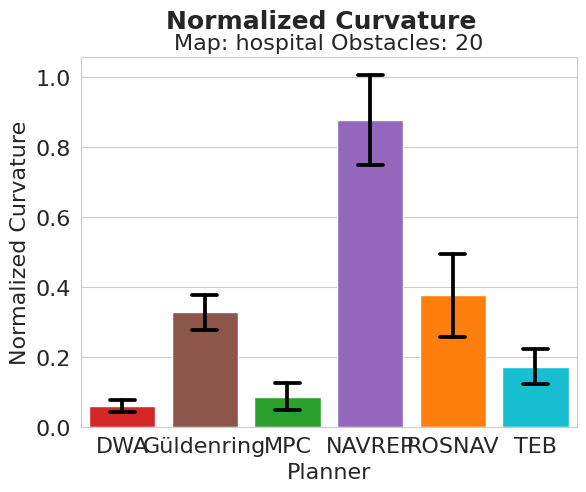 Normalized Curvature
Map: hospital Obstacles: 20
Normalized Curvature
1.0
0.8
0.6
0.4
0.2
0.0
DWA Güldenring MPC NAVREP ROSNAV TEB
Planner